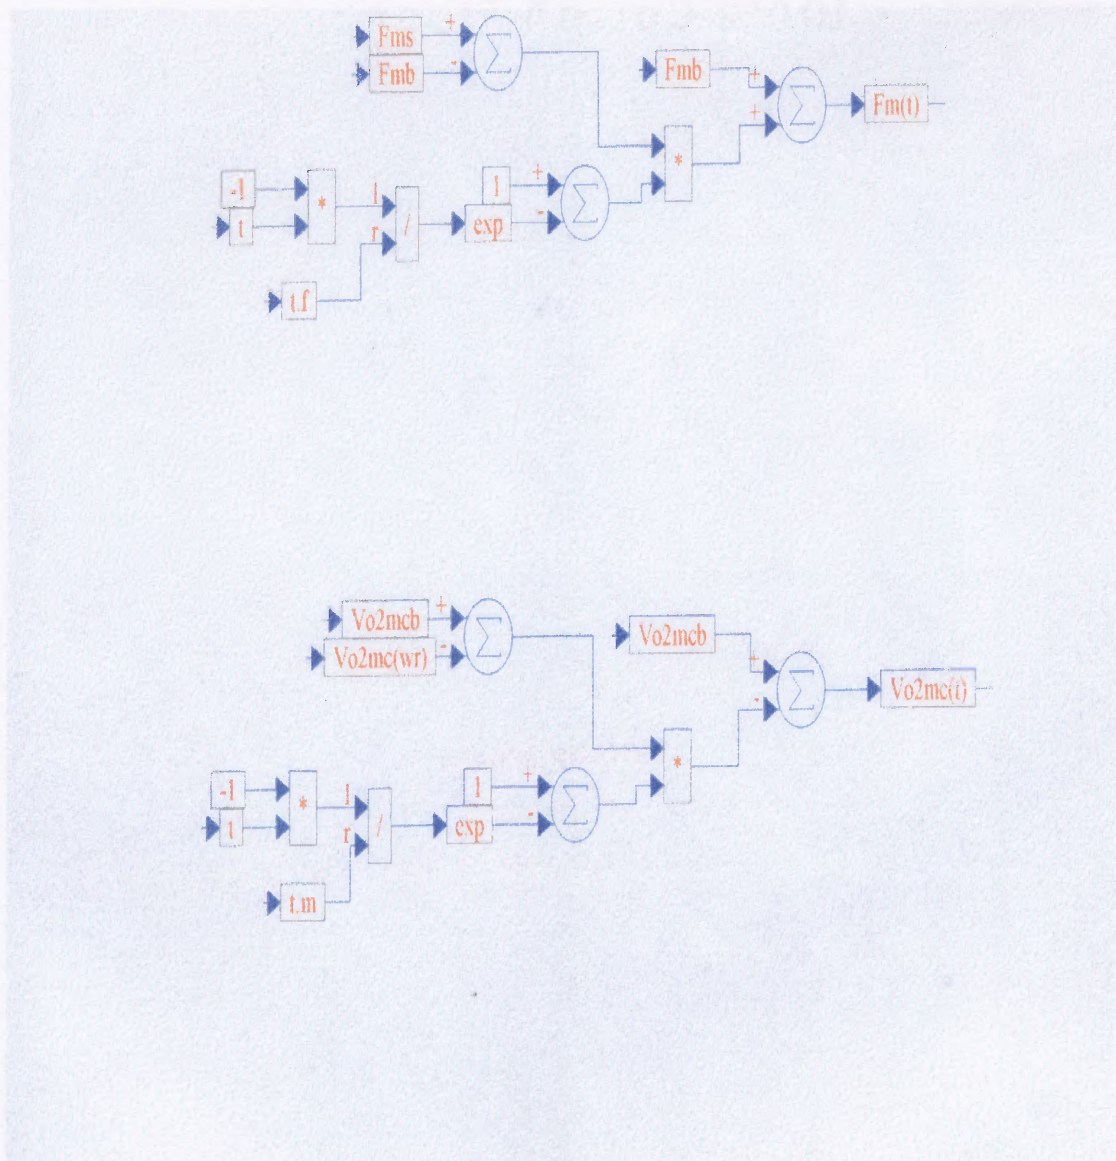 Fms + Σ
Fmb -
Fmb + Σ Fm(t)
+
*
-1 * l / 1 + Σ
t r exp -
t.f
Vo2mcb + Σ
Vo2mc(wr) -
Vo2mcb + Σ Vo2mc(t)
-
*
-1 * l / 1 + Σ
t r exp -
t.m